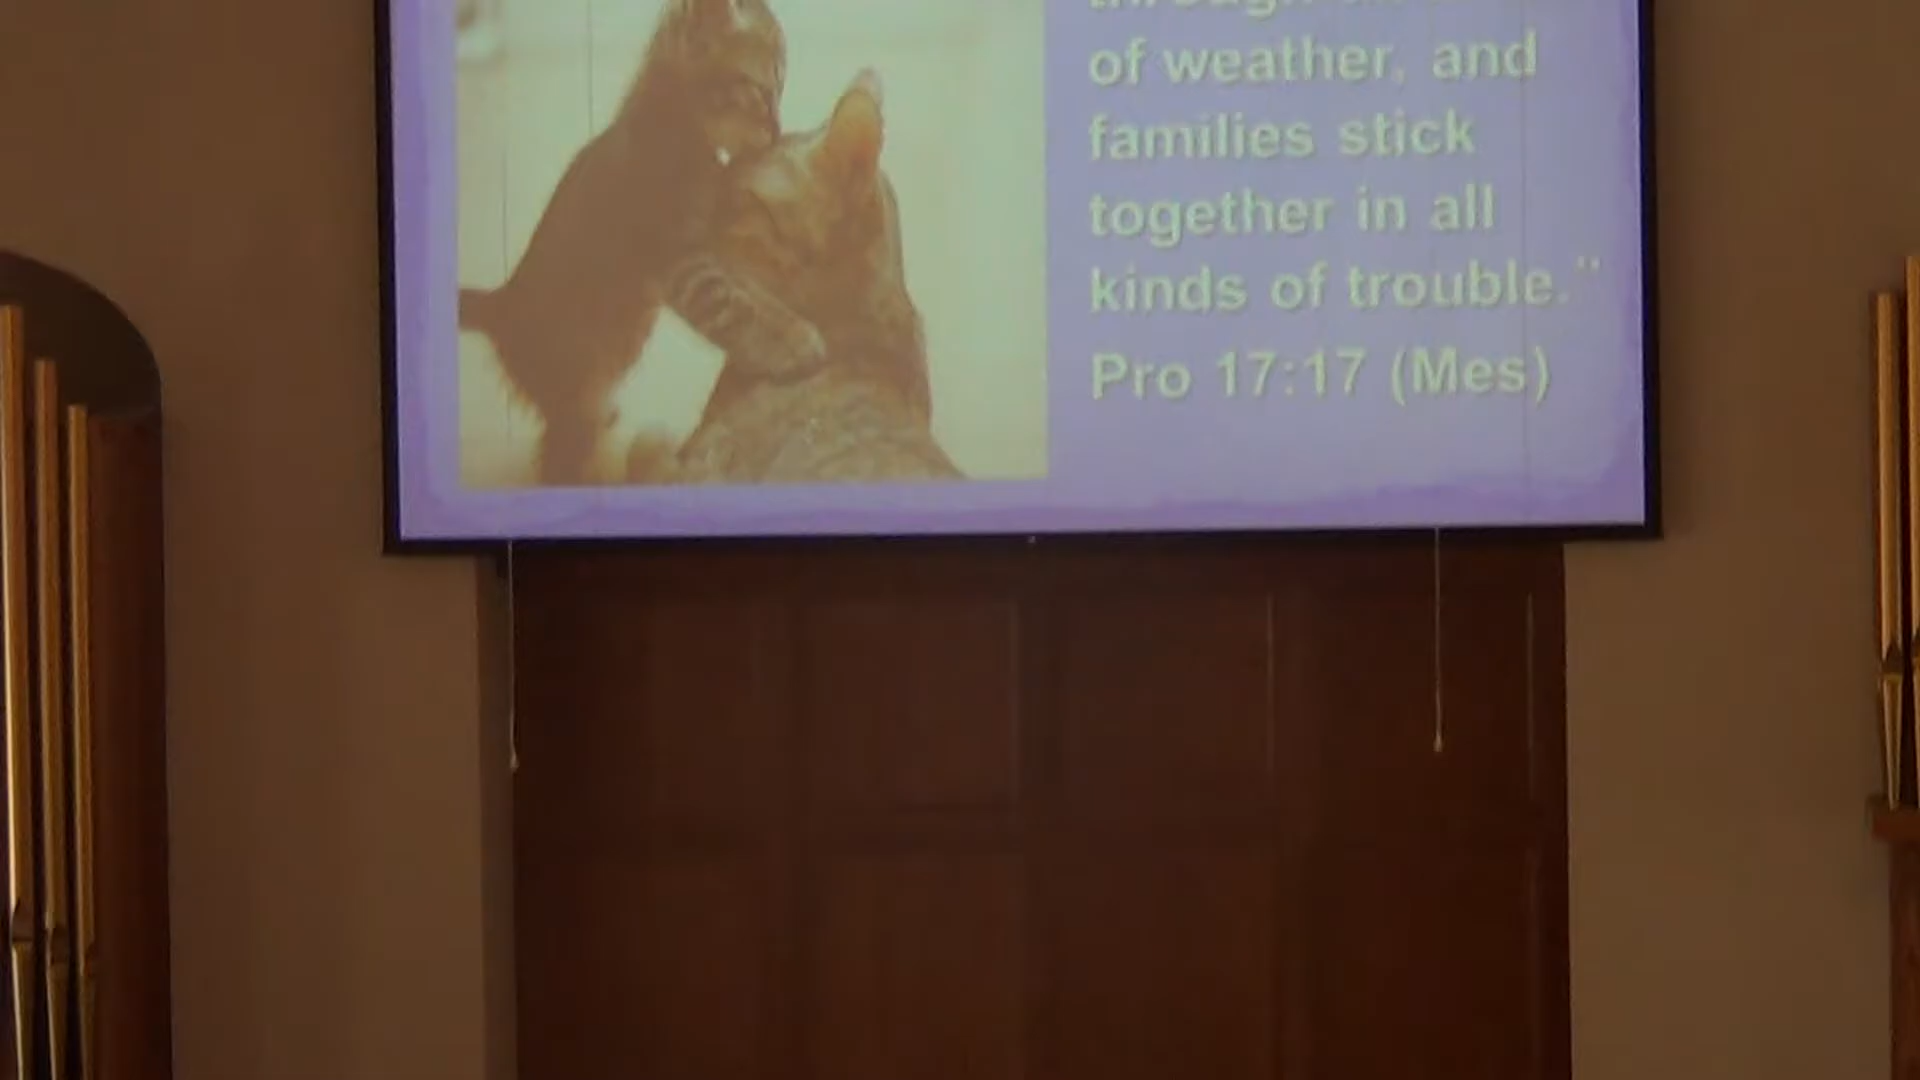 of weather, and
families stick
together in all
kinds of trouble."
Pro 17:17 (Mes)